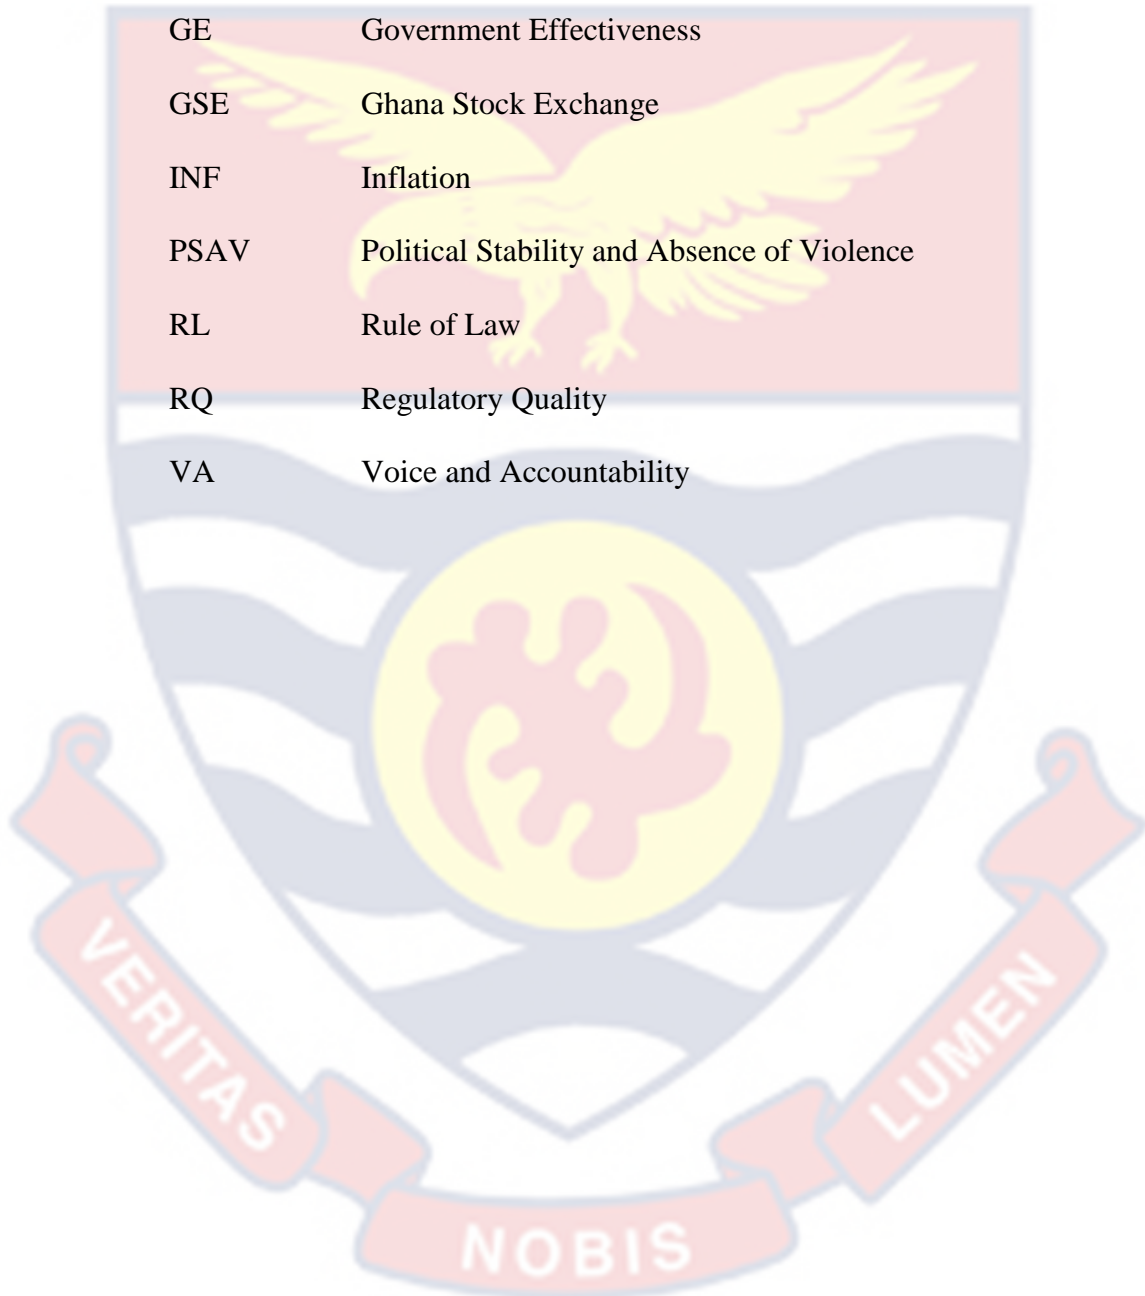 GE Government Effectiveness
GSE Ghana Stock Exchange
INF Inflation
PSAV Political Stability and Absence of Violence
RL Rule of Law
RQ Regulatory Quality
VA Voice and Accountability
VERITAS
NOBIS
LUMEN